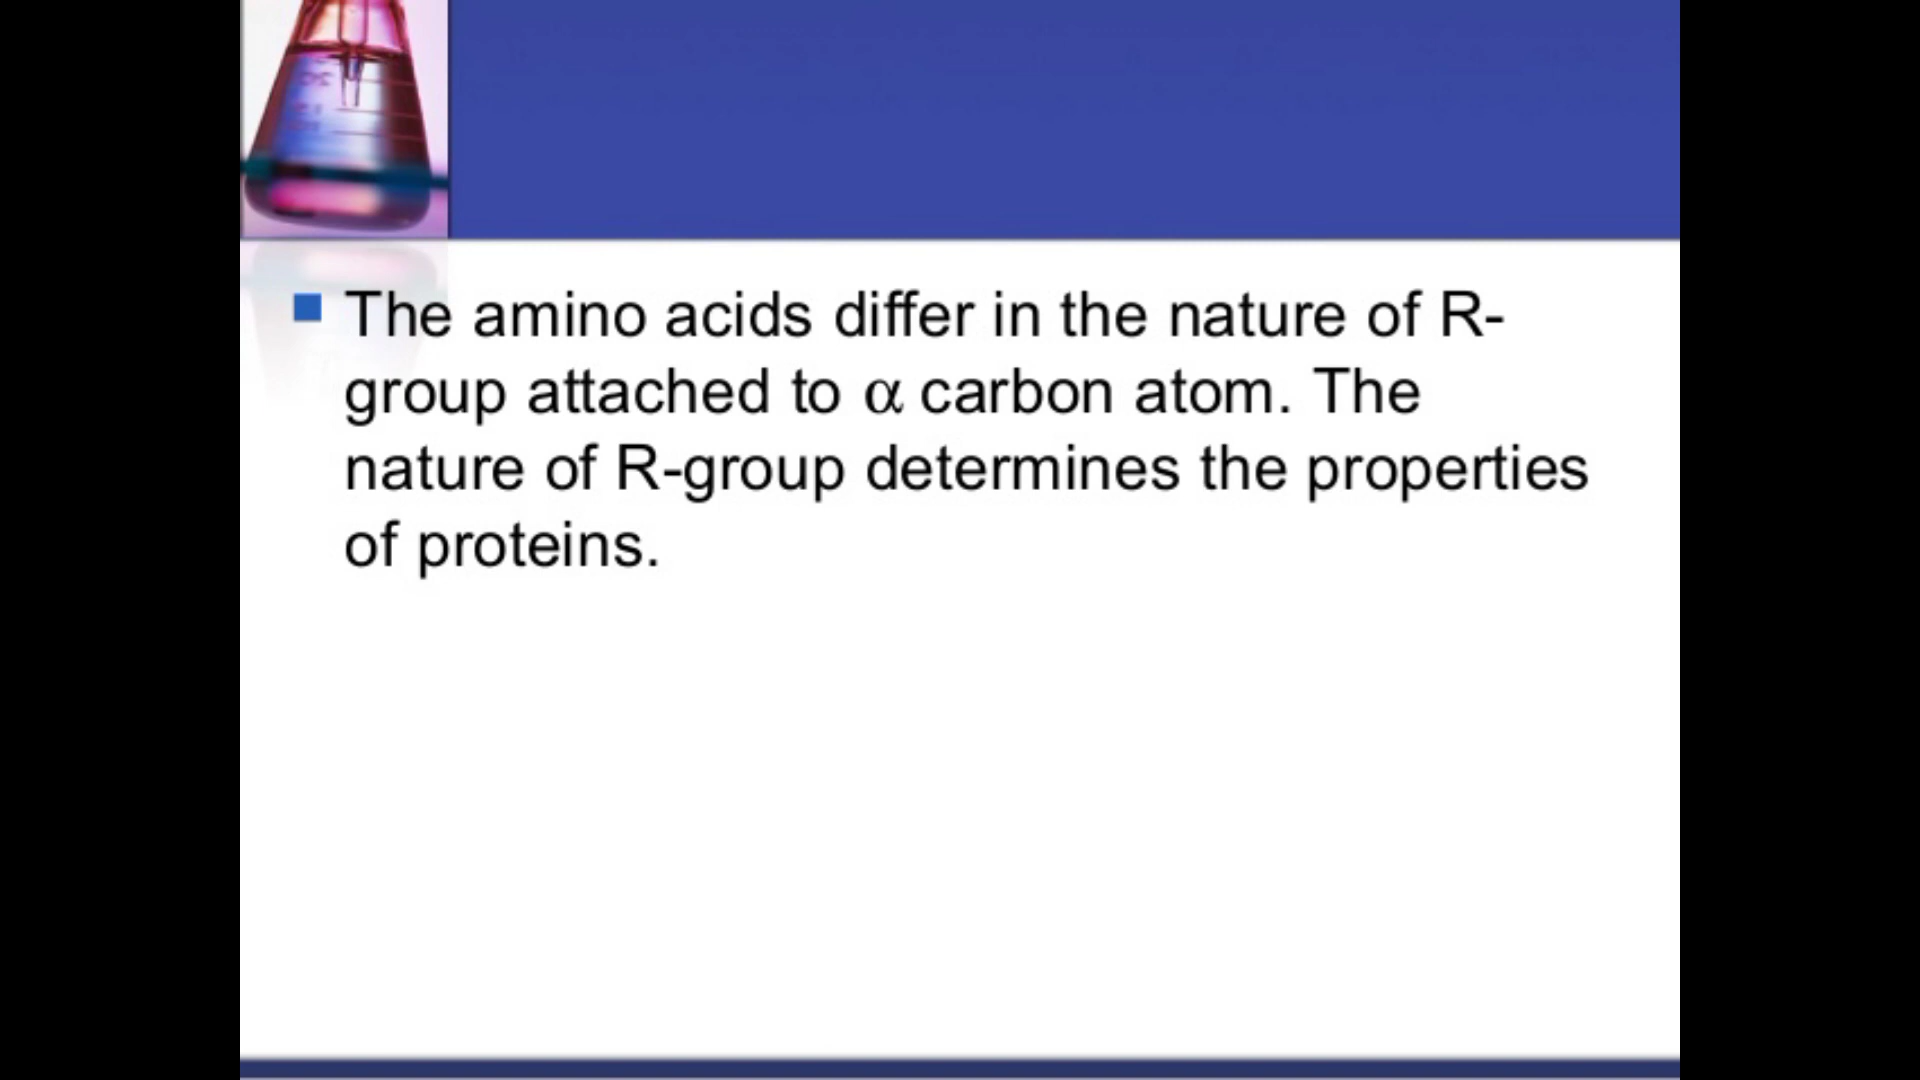 The amino acids differ in the nature of R-
group attached to α carbon atom. The
nature of R-group determines the properties
of proteins.